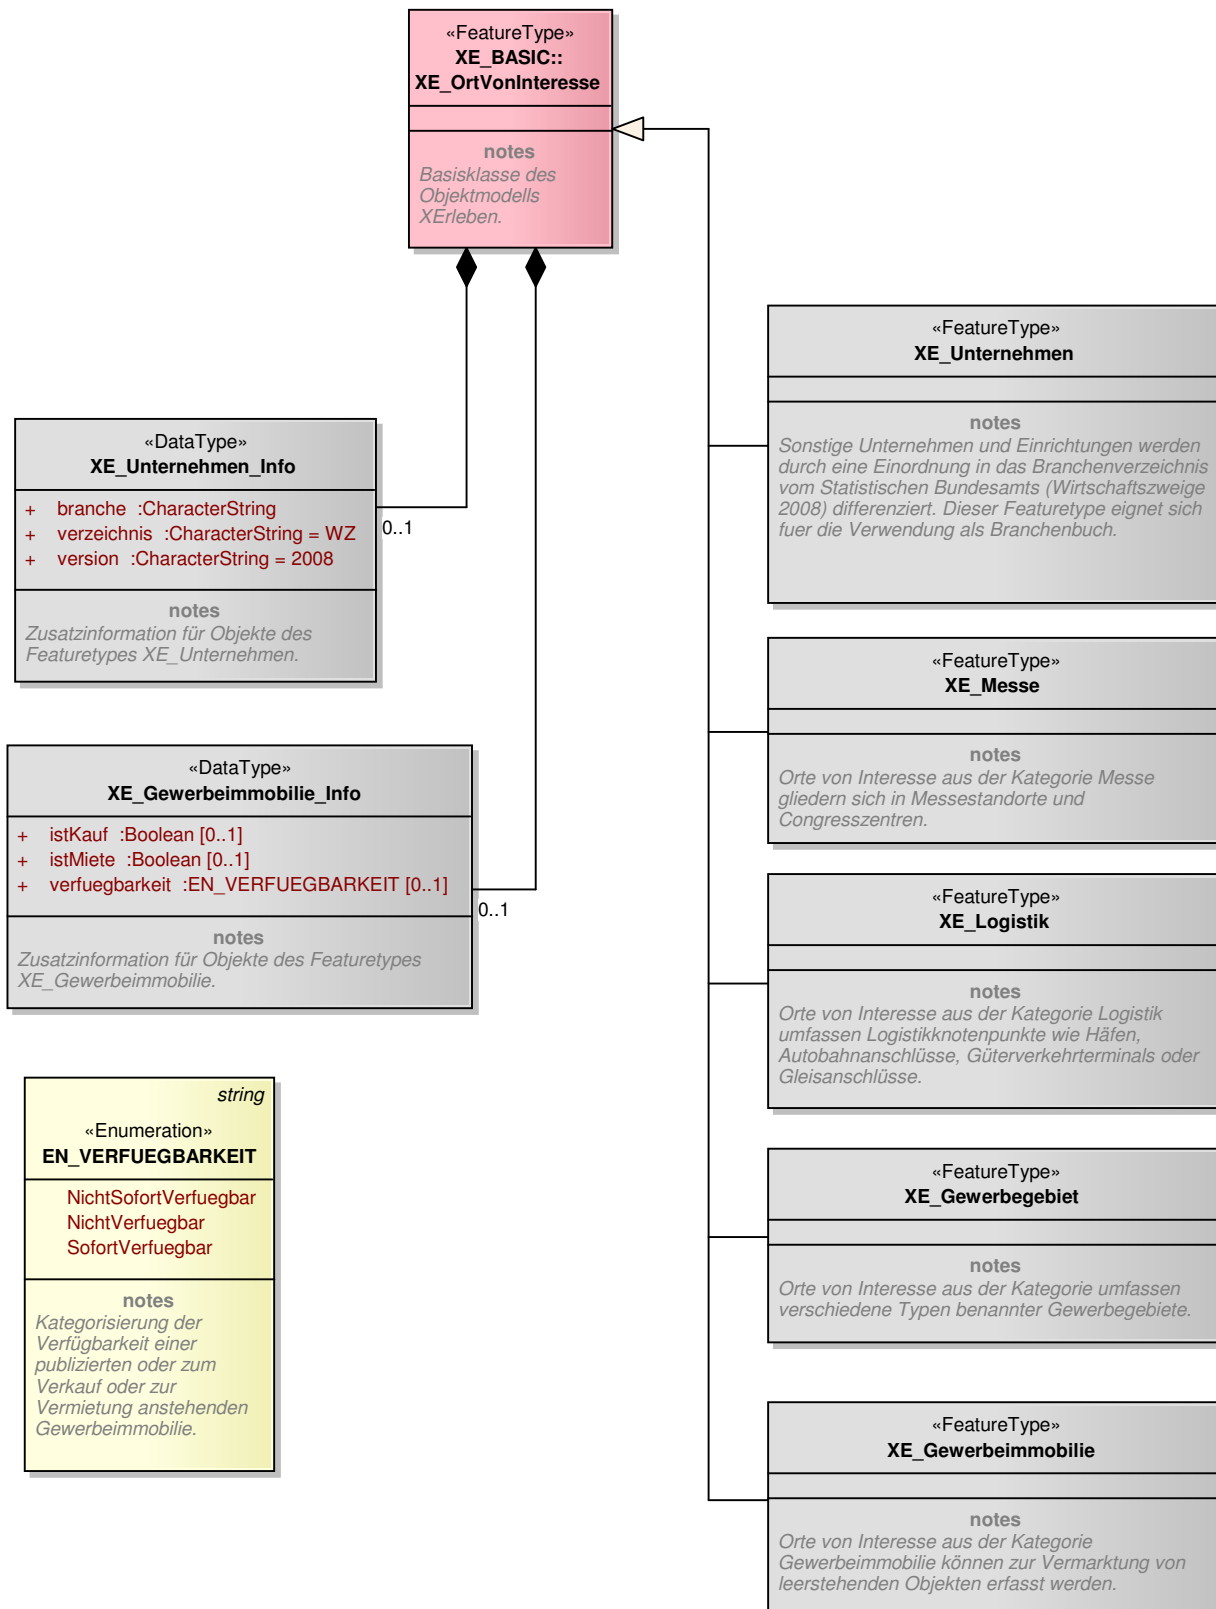 «FeatureType»
XE_BASIC::
XE_OrtVonInteresse
notes
Basisklasse des
Objektmodells
XErleben.
«DataType»
XE_Unternehmen_Info
+ branche :CharacterString
+ verzeichnis :CharacterString = WZ
+ version :CharacterString = 2008
notes
Zusatzinformation für Objekte des
Featuretypes XE_Unternehmen.
0..1
«DataType»
XE_Gewerbeimmobilie_Info
+ istKauf :Boolean [0..1]
+ istMiete :Boolean [0..1]
+ verfuegbarkeit :EN_VERFUEGBARKEIT [0..1]
notes
Zusatzinformation für Objekte des Featuretypes
XE_Gewerbeimmobilie.
0..1
string
«Enumeration»
EN_VERFUEGBARKEIT
NichtSofortVerfuegbar
NichtVerfuegbar
SofortVerfuegbar
notes
Kategorisierung der
Verfügbarkeit einer
publizierten oder zum
Verkauf oder zur
Vermietung anstehenden
Gewerbeimmobilie.
«FeatureType»
XE_Unternehmen
notes
Sonstige Unternehmen und Einrichtungen werden
durch eine Einordnung in das Branchenverzeichnis
vom Statistischen Bundesamts (Wirtschaftszweige
2008) differenziert. Dieser Featuretype eignet sich
fuer die Verwendung als Branchenbuch.
«FeatureType»
XE_Messe
notes
Orte von Interesse aus der Kategorie Messe
gliedern sich in Messestandorte und
Congresszentren.
«FeatureType»
XE_Logistik
notes
Orte von Interesse aus der Kategorie Logistik
umfassen Logistikknotenpunkte wie Häfen,
Autobahnanschlüsse, Güterverkehrterminals oder
Gleisanschlüsse.
«FeatureType»
XE_Gewerbegebiet
notes
Orte von Interesse aus der Kategorie umfassen
verschiedene Typen benannter Gewerbegebiete.
«FeatureType»
XE_Gewerbeimmobilie
notes
Orte von Interesse aus der Kategorie
Gewerbeimmobilie können zur Vermarktung von
leerstehenden Objekten erfasst werden.